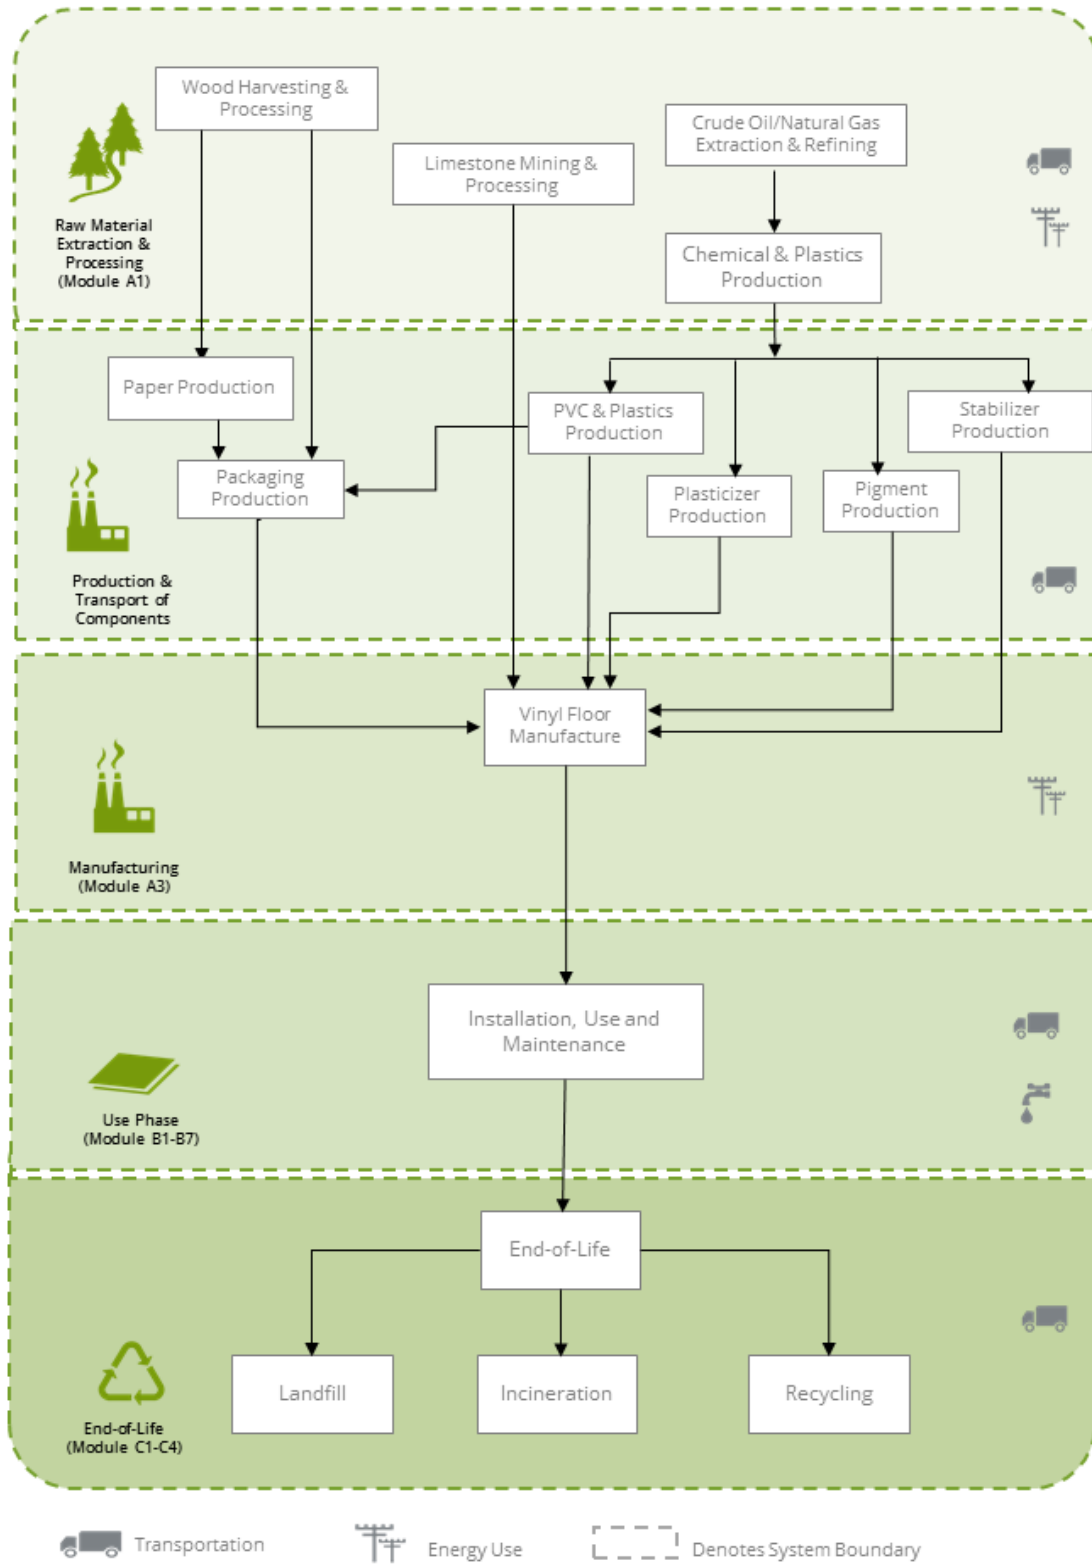 Wood Harvesting &
Processing
Crude Oil/Natural Gas
Extraction & Refining
Limestone Mining &
Processing
Raw Material
Extraction &
Processing
(Module A1)
Chemical & Plastics
Production
Paper Production
PVC & Plastics
Production
Stabilizer
Production
Packaging
Production
Plasticizer
Production
Pigment
Production
Production &
Transport of
Components
Vinyl Floor
Manufacture
Manufacturing
(Module A3)
Installation, Use and
Maintenance
Use Phase
(Module B1-B7)
End-of-Life
Landfill
Incineration
Recycling
End-of-Life
(Module C1-C4)
Transportation
Energy Use
Denotes System Boundary